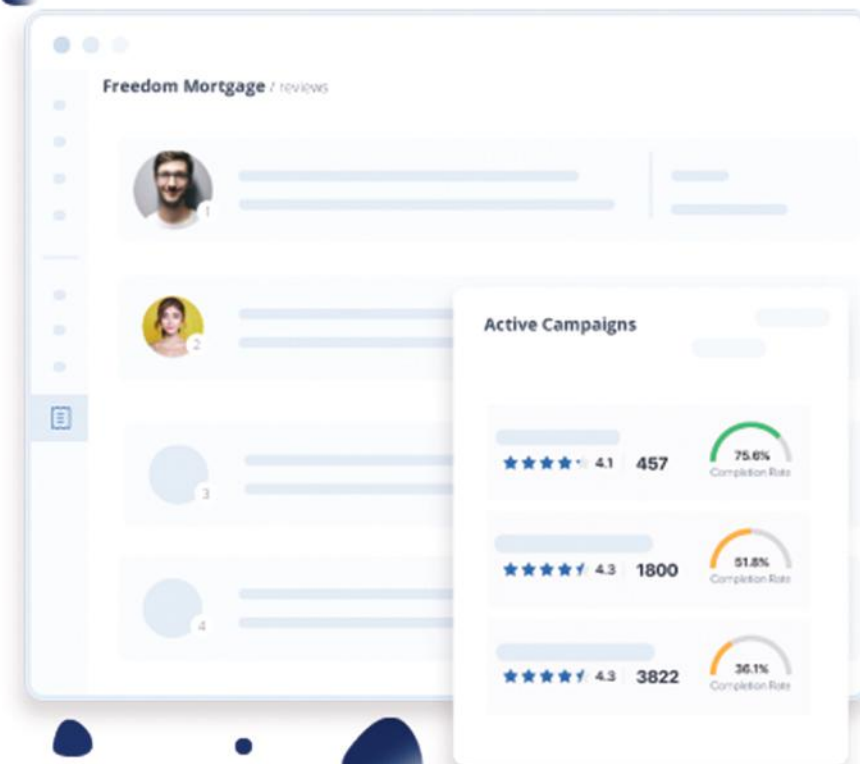 Freedom Mortgage / reviews
1
2
3
4
Active Campaigns
4.1 457
75.6%
Completion Rate
4.3 1800
51.8%
Completion Rate
4.3 3822
36.1%
Completion Rate